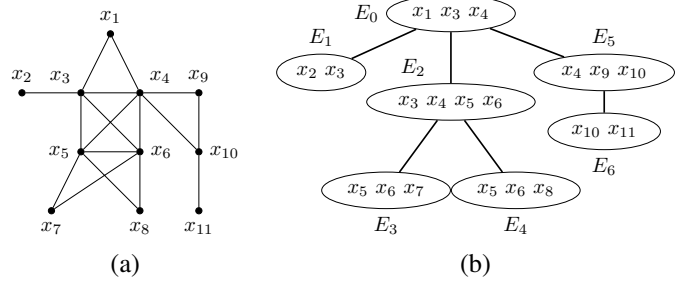 x1
x2 x3 x4 x9
x5 x6 x10
x7 x8 x11
(a)
E0 x1 x3 x4
E1 E5
x2 x3 E2 x4 x9 x10
x3 x4 x5 x6
x10 x11
E6
x5 x6 x7 x5 x6 x8
E3 E4
(b)